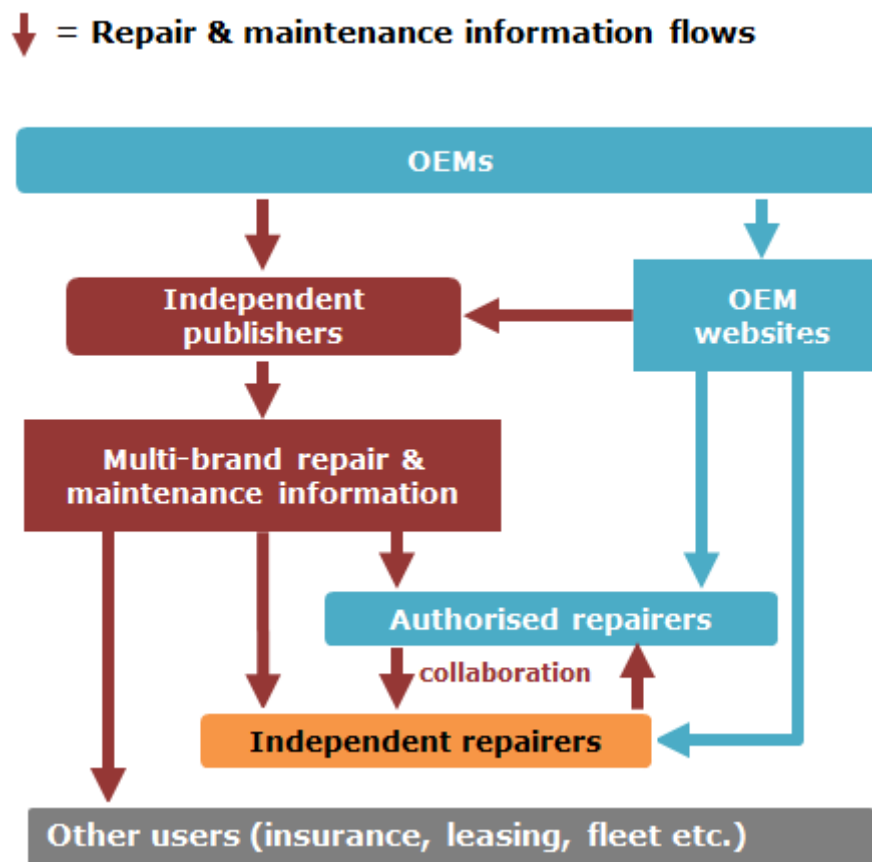 = Repair & maintenance information flows
OEMs
Independent
publishers
OEM
websites
Multi-brand repair &
maintenance information
Authorised repairers
collaboration
Independent repairers
Other users (insurance, leasing, fleet etc.)